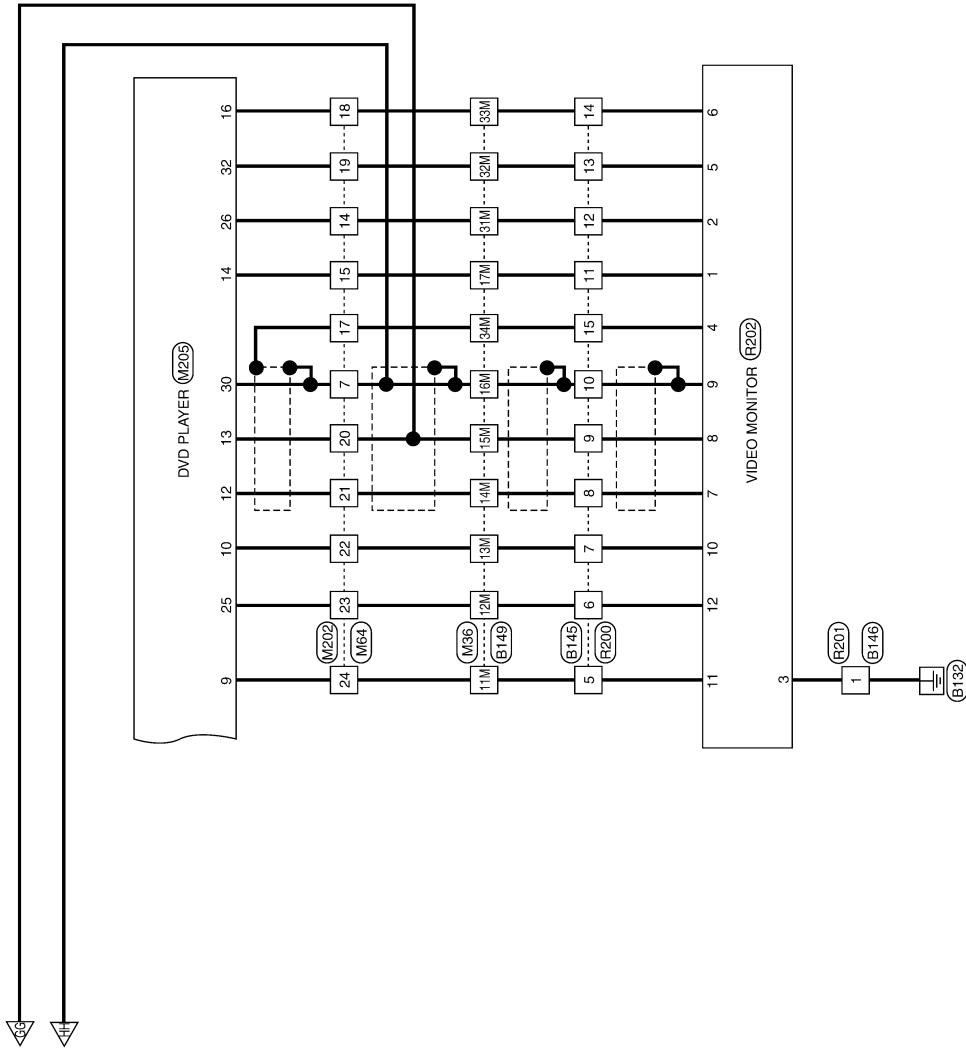 16 18 33M 14 6
32 19 32M 13 5
26 14 31M 12 2
14 15 17M 11 1
17 34M 15 4
DVD PLAYER M205
VIDEO MONITOR R202
30 7 16M 10 9
13 20 15M 9 8
12 21 14M 8 7
10 22 13M 7 10
25 23 12M 6 12
M202 M36 B145
M64 B149 R200
9 24 11M 5 11
3 1
R201
B146
B132
GG
HH